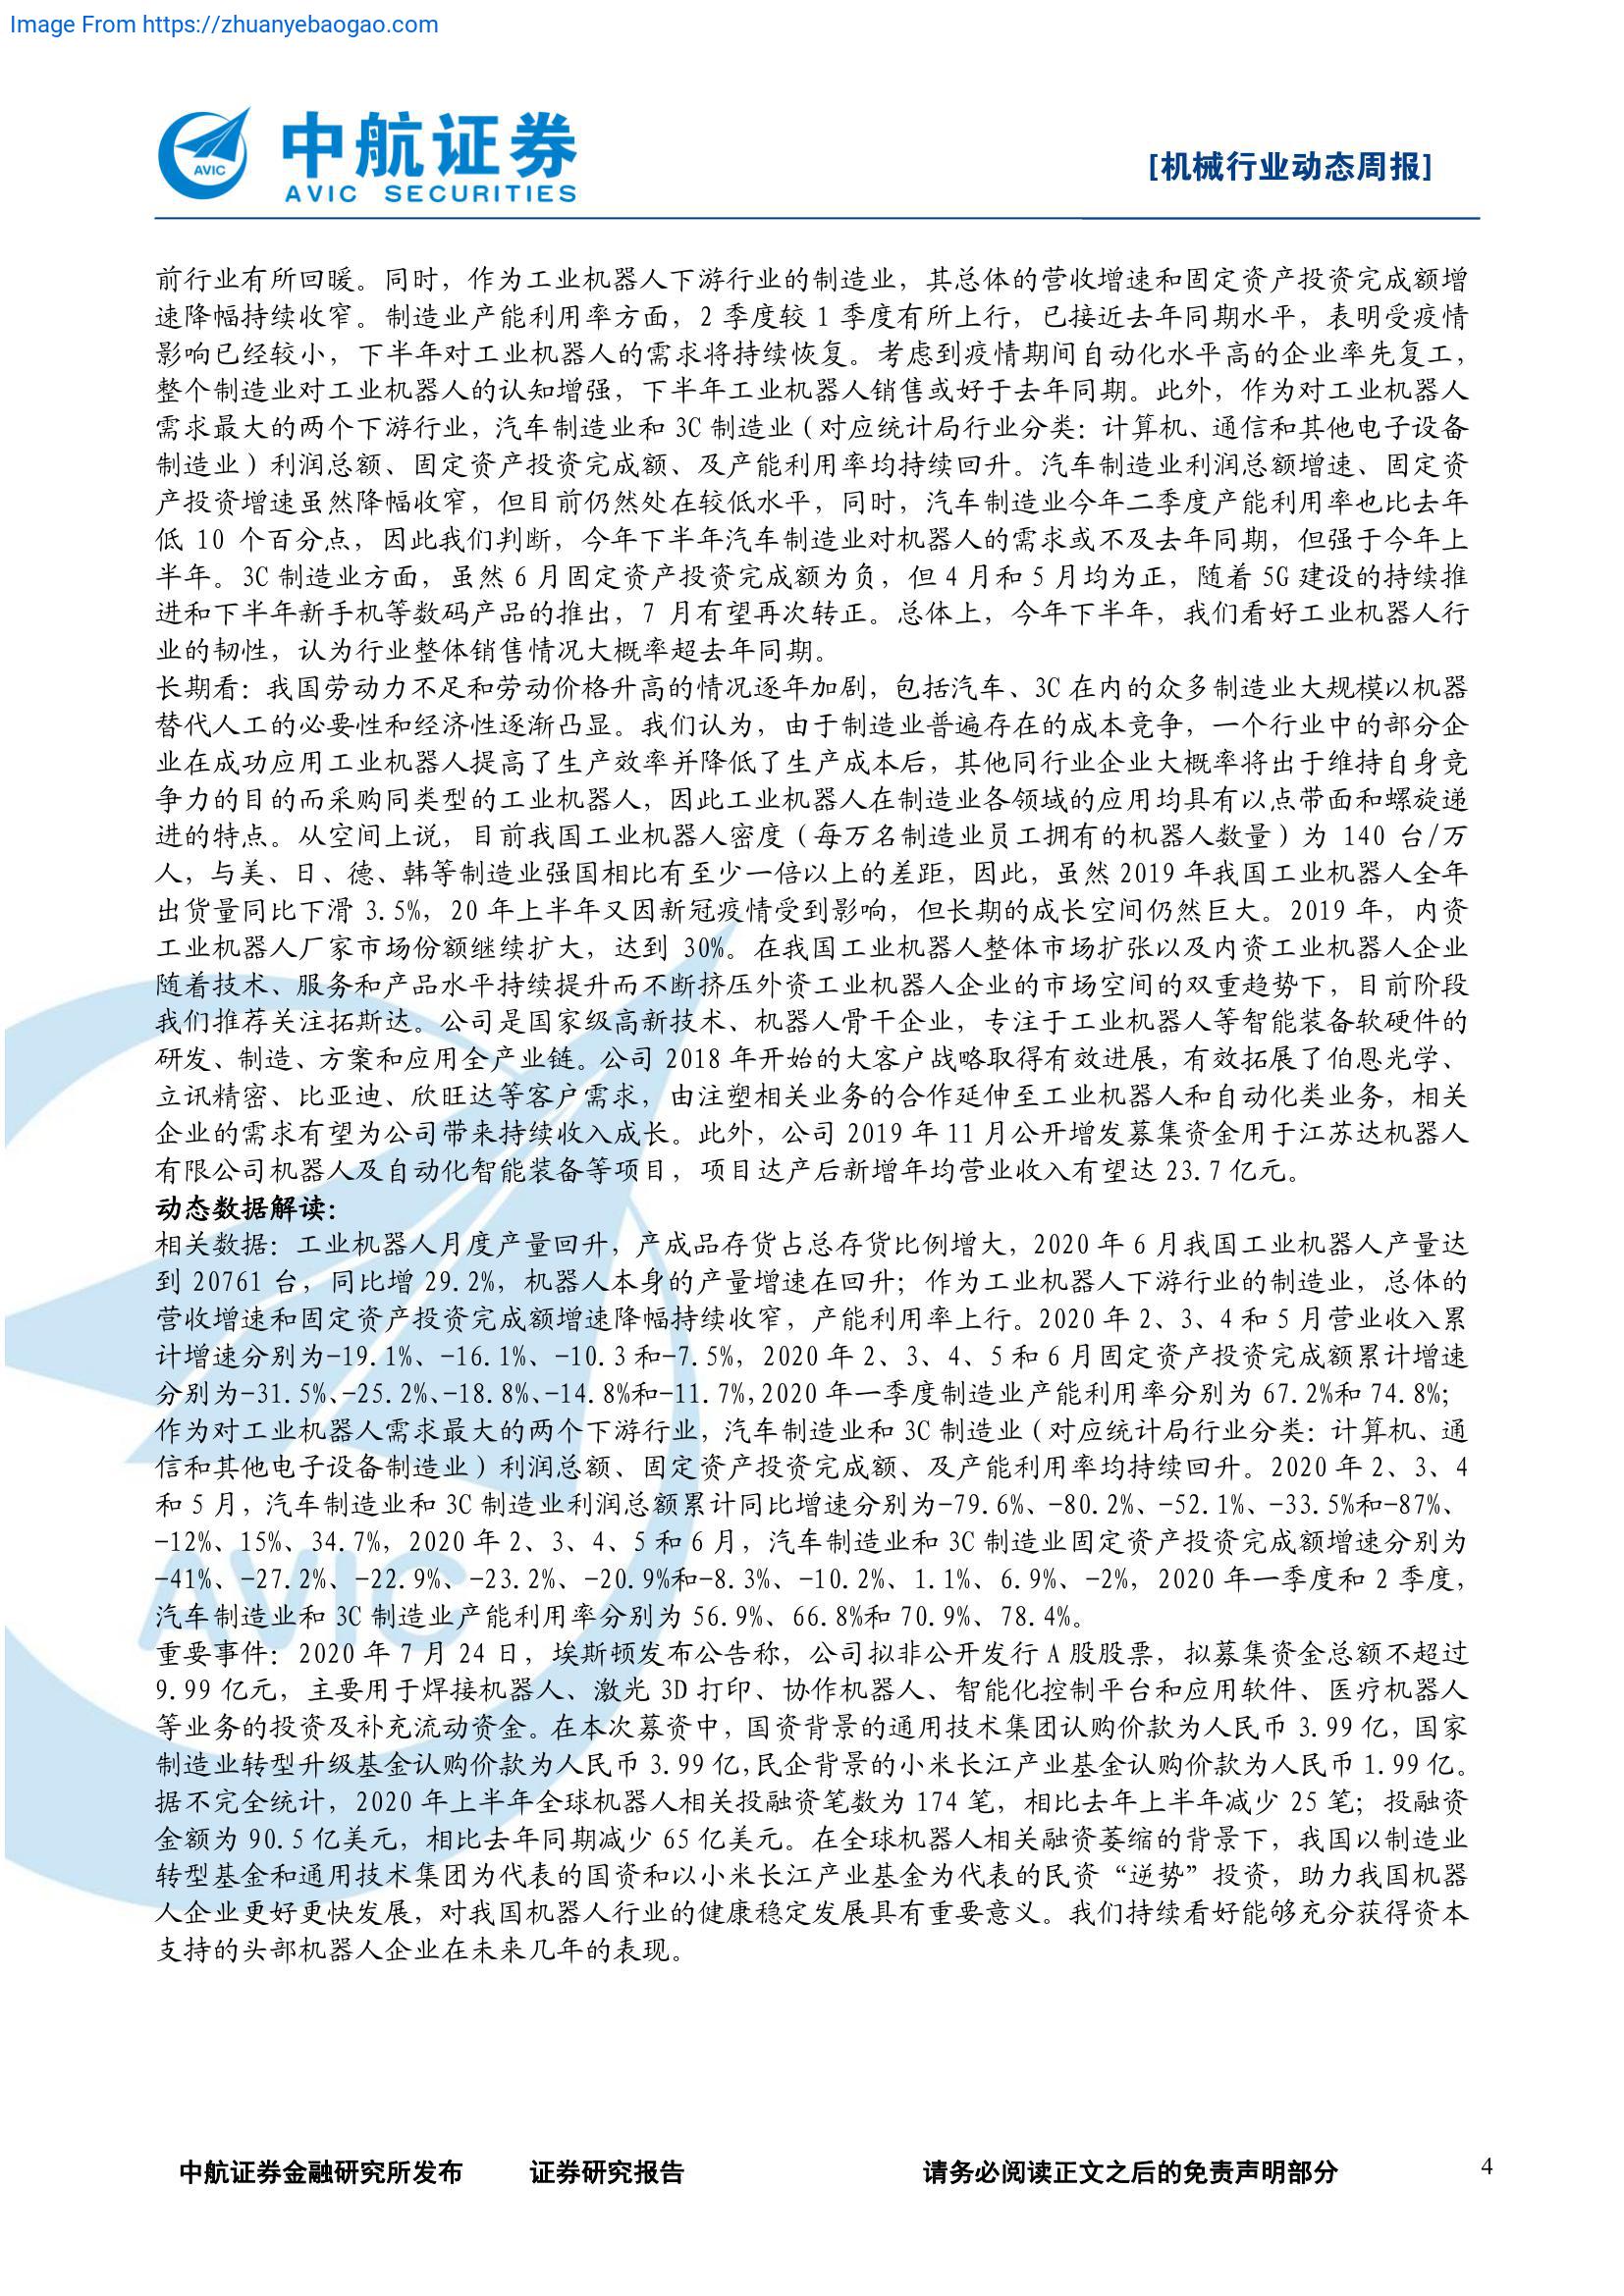 Image From https://zhuanyebaogao.com
AVIC
中航证券
AVIC SECURITIES
[机械行业动态周报]
前行业有所回暖。同时，作为工业机器人下游行业的制造业，其总体的营收增速和固定资产投资完成额增
速降幅持续收窄。制造业产能利用率方面，2 季度较 1 季度有所上行，已接近去年同期水平，表明受疫情
影响已经较小，下半年对工业机器人的需求将持续恢复。考虑到疫情期间自动化水平高的企业率先复工，
整个制造业对工业机器人的认知增强，下半年工业机器人销售或好于去年同期。此外，作为对工业机器人
需求最大的两个下游行业，汽车制造业和 3C 制造业（对应统计局行业分类：计算机、通信和其他电子设备
制造业）利润总额、固定资产投资完成额、及产能利用率均持续回升。汽车制造业利润总额增速、固定资
产投资增速虽然降幅收窄，但目前仍然处在较低水平，同时，汽车制造业今年二季度产能利用率也比去年
低 10 个百分点，因此我们判断，今年下半年汽车制造业对机器人的需求或不及去年同期，但强于今年上
半年。3C 制造业方面，虽然 6 月固定资产投资完成额为负，但 4 月和 5 月均为正，随着 5G 建设的持续推
进和下半年新手机等数码产品的推出，7 月有望再次转正。总体上，今年下半年，我们看好工业机器人行
业的韧性，认为行业整体销售情况大概率超去年同期。
长期看：我国劳动力不足和劳动价格升高的情况逐年加剧，包括汽车、3C 在内的众多制造业大规模以机器
替代人工的必要性和经济性逐渐凸显。我们认为，由于制造业普遍存在的成本竞争，一个行业中的部分企
业在成功应用工业机器人提高了生产效率并降低了生产成本后，其他同行业企业大概率将出于维持自身竞
争力的目的而采购同类型的工业机器人，因此工业机器人在制造业各领域的应用均具有以点带面和螺旋递
进的特点。从空间上说，目前我国工业机器人密度（每万名制造业员工拥有的机器人数量）为 140 台/万
人，与美、日、德、韩等制造业强国相比有至少一倍以上的差距，因此，虽然 2019 年我国工业机器人全年
出货量同比下滑 3.5%，20 年上半年又因新冠疫情受到影响，但长期的成长空间仍然巨大。2019 年，内资
工业机器人厂家市场份额继续扩大，达到 30%。在我国工业机器人整体市场扩张以及内资工业机器人企业
随着技术、服务和产品水平持续提升而不断挤压外资工业机器人企业的市场空间的双重趋势下，目前阶段
我们推荐关注拓斯达。公司是国家级高新技术、机器人骨干企业，专注于工业机器人等智能装备软硬件的
研发、制造、方案和应用全产业链。公司 2018 年开始的大客户战略取得有效进展，有效拓展了伯恩光学、
立讯精密、比亚迪、欣旺达等客户需求，由注塑相关业务的合作延伸至工业机器人和自动化类业务，相关
企业的需求有望为公司带来持续收入成长。此外，公司 2019 年 11 月公开增发募集资金用于江苏达机器人
有限公司机器人及自动化智能装备等项目，项目达产后新增年均营业收入有望达 23.7 亿元。
动态数据解读：
相关数据：工业机器人月度产量回升，产成品存货占总存货比例增大，2020 年 6 月我国工业机器人产量达
到 20761 台，同比增 29.2%，机器人本身的产量增速在回升；作为工业机器人下游行业的制造业，总体的
营收增速和固定资产投资完成额增速降幅持续收窄，产能利用率上行。2020 年 2、3、4 和 5 月营业收入累
计增速分别为-19.1%、-16.1%、-10.3 和-7.5%，2020 年 2、3、4、5 和 6 月固定资产投资完成额累计增速
分别为-31.5%、-25.2%、-18.8%、-14.8%和-11.7%，2020 年一季度制造业产能利用率分别为 67.2%和 74.8%；
作为对工业机器人需求最大的两个下游行业，汽车制造业和 3C 制造业（对应统计局行业分类：计算机、通
信和其他电子设备制造业）利润总额、固定资产投资完成额、及产能利用率均持续回升。2020 年 2、3、4
和 5 月，汽车制造业和 3C 制造业利润总额累计同比增速分别为-79.6%、-80.2%、-52.1%、-33.5%和-87%、
-12%、15%、34.7%，2020 年 2、3、4、5 和 6 月，汽车制造业和 3C 制造业固定资产投资完成额增速分别为
-41%、-27.2%、-22.9%、-23.2%、-20.9%和-8.3%、-10.2%、1.1%、6.9%、-2%，2020 年一季度和 2 季度，
汽车制造业和 3C 制造业产能利用率分别为 56.9%、66.8%和 70.9%、78.4%。
重要事件：2020 年 7 月 24 日，埃斯顿发布公告称，公司拟非公开发行 A 股股票，拟募集资金总额不超过
9.99 亿元，主要用于焊接机器人、激光 3D 打印、协作机器人、智能化控制平台和应用软件、医疗机器人
等业务的投资及补充流动资金。在本次募资中，国资背景的通用技术集团认购价款为人民币 3.99 亿，国家
制造业转型升级基金认购价款为人民币 3.99 亿，民企背景的小米长江产业基金认购价款为人民币 1.99 亿。
据不完全统计，2020 年上半年全球机器人相关投融资笔数为 174 笔，相比去年上半年减少 25 笔；投融资
金额为 90.5 亿美元，相比去年同期减少 65 亿美元。在全球机器人相关融资萎缩的背景下，我国以制造业
转型基金和通用技术集团为代表的国资和以小米长江产业基金为代表的民资“逆势”投资，助力我国机器
人企业更好更快发展，对我国机器人行业的健康稳定发展具有重要意义。我们持续看好能够充分获得资本
支持的头部机器人企业在未来几年的表现。
AVIC
中航证券金融研究所发布 证券研究报告 请务必阅读正文之后的免责声明部分 4